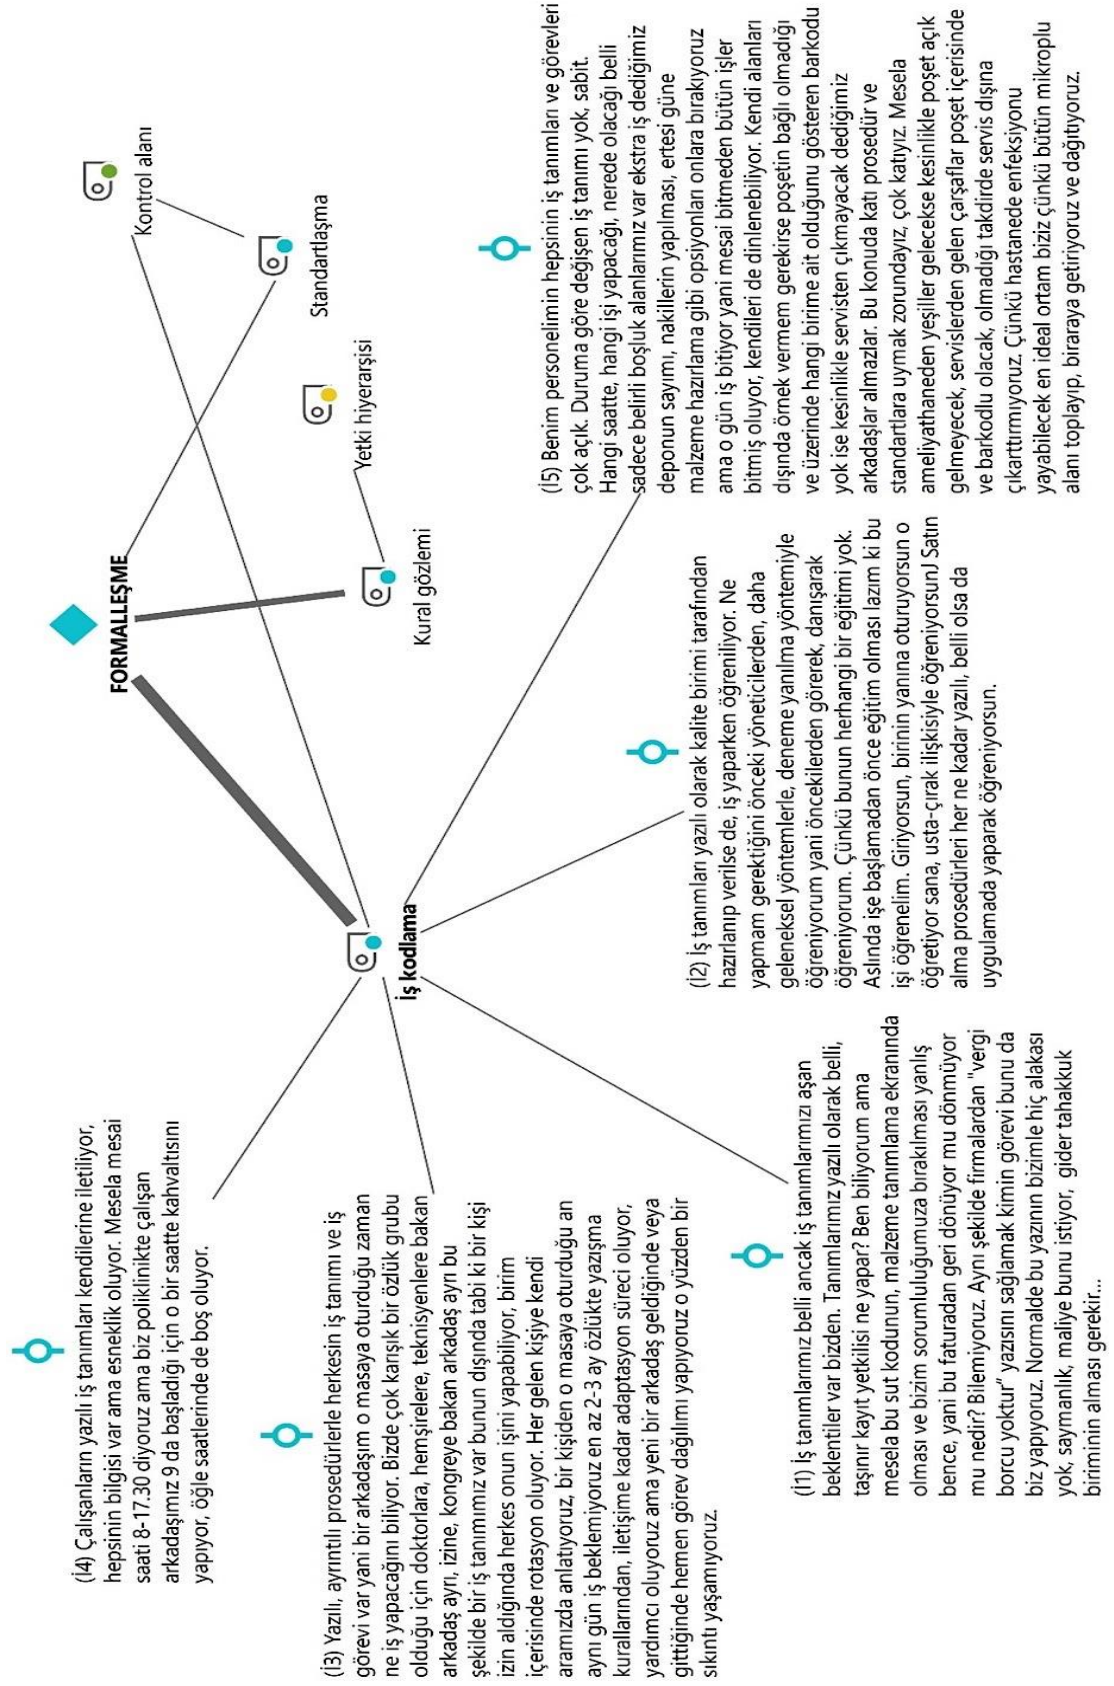 FORMALLEŞME
Kontrol alanı
Standartlaşma
Yetki hiyerarşisi
Kural gözlemi
İş kodlama
(İ4) Çalışanların yazılı iş tanımları kendilerine iletiliyor,
hepsinin bilgisi var ama esneklik oluyor. Mesela mesai
saati 8-17.30 diyoruz ama biz poliklinikte çalışan
arkadaşımız 9 da başladığı için o bir saatte kahvaltısını
yapıyor, öğle saatlerinde de boş oluyor.
(İ3) Yazılı, ayrıntılı prosedürlerle herkesin iş tanımı ve iş
görevi var yani bir arkadaşım o masaya oturduğu zaman
ne iş yapacağını biliyor. Bizde çok karışık bir özlük grubu
olduğu için doktorlara, hemşirelere, teknisyenlere bakan
arkadaş ayrı, izine, kongreye bakan arkadaş ayrı bu
şekilde bir iş tanımımız var bunun dışında tabi ki bir kişi
izin aldığında herkes onun işini yapabiliyor, birim
içerisinde rotasyon oluyor. Her gelen kişiye kendi
aramızda anlatıyoruz, bir kişiden o masaya oturduğu an
aynı gün iş beklemiyoruz en az 2-3 ay özlükte yazışma
kurallarından, iletişime kadar adaptasyon süreci oluyor,
yardımcı oluyoruz ama yeni bir arkadaş geldiğinde veya
gittiğinde hemen görev dağılımı yapıyoruz o yüzden bir
sıkıntı yaşamıyoruz.
(İ1) İş tanımlarımız belli ancak iş tanımlarımızı aşan
beklentiler var bizden. Tanımlarımız yazılı olarak belli,
taşınır kayıt yetkilisi ne yapar? Ben biliyorum ama
mesela bu sut kodunun, malzeme tanımlama ekranında
olması ve bizim sorumluluğumuza bırakılması yanlış
bence, yani bu faturadan geri dönüyor mu dönmüyor
mu nedir? Bilemiyoruz. Aynı şekilde firmalardan "vergi
borcu yoktur" yazısını sağlamak kimin görevi bunu da
biz yapıyoruz. Normalde bu yazının bizimle hiç alakası
yok, saymanlık, maliye bunu istiyor, gider tahakkuk
biriminin alması gerekir...
(İ2) İş tanımları yazılı olarak kalite birimi tarafından
hazırlanıp verilse de, iş yaparken öğreniliyor. Ne
yapmam gerektiğini önceki yöneticilerden, daha
geleneksel yöntemlerle, deneme yanılma yöntemiyle
öğreniyorum yani öncekilerden görerek, danışarak
öğreniyorum. Çünkü bunun herhangi bir eğitimi yok.
Aslında işe başlamadan önce eğitim olması lazım ki bu
işi öğrenelim. Giriyorsun, birinin yanına oturuyorsun o
öğretiyor sana, usta-çırak ilişkisiyle öğreniyorsunJ Satın
alma prosedürleri her ne kadar yazılı, belli olsa da
uygulamada yaparak öğreniyorsun.
(İ5) Benim personelimin hepsinin iş tanımları ve görevleri
çok açık. Duruma göre değişen iş tanımı yok, sabit.
Hangi saatte, hangi işi yapacağı, nerede olacağı belli
sadece belirli boşluk alanlarımız var ekstra iş dediğimiz
deponun sayımı, nakillerin yapılması, ertesi güne
malzeme hazırlama gibi opsiyonları onlara bırakıyoruz
ama o gün iş bitiyor yani mesai bitmeden bütün işler
bitmiş oluyor, kendileri de dinlenebiliyor. Kendi alanları
dışında örnek vermem gerekirse poşetin bağlı olmadığı
ve üzerinde hangi birime ait olduğunu gösteren barkodu
yok ise kesinlikle servisten çıkmayacak dediğimiz
arkadaşlar almazlar. Bu konuda katı prosedür ve
standartlara uymak zorundayız, çok katıyız. Mesela
ameliyathaneden yeşiller gelecekse kesinlikle poşet açık
gelmeyecek, servislerden gelen çarşaflar poşet içerisinde
ve barkodlu olacak, olmadığı takdirde servis dışına
çıkarttırmıyoruz. Çünkü hastanede enfeksiyonu
yayabilecek en ideal ortam biziz çünkü bütün mikroplu
alanı toplayıp, biraraya getiriyoruz ve dağıtıyoruz.